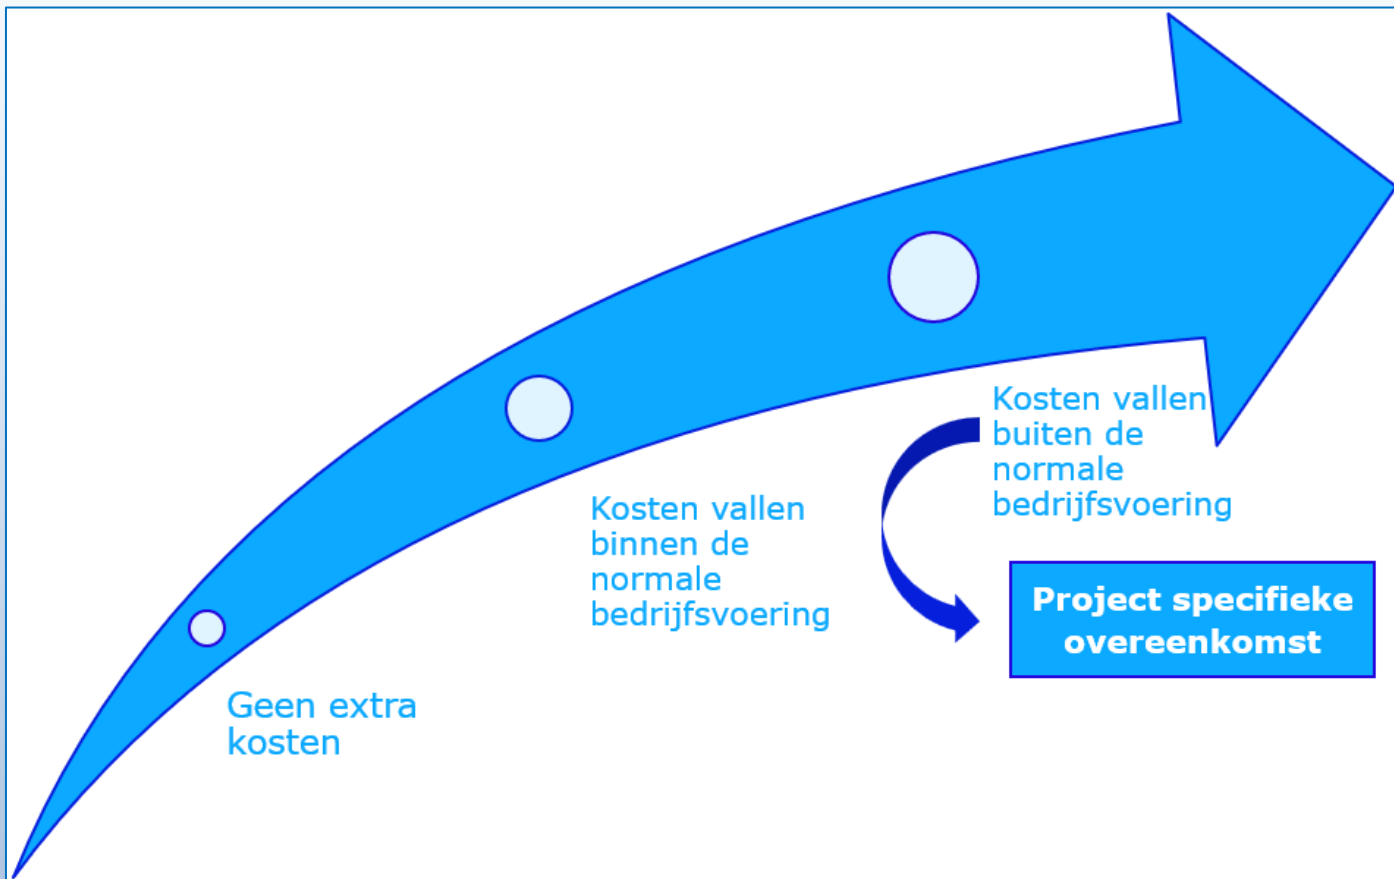 Geen extra
kosten
Kosten vallen
binnen de
normale
bedrijfsvoering
Kosten vallen
buiten de
normale
bedrijfsvoering
Project specifieke
overeenkomst